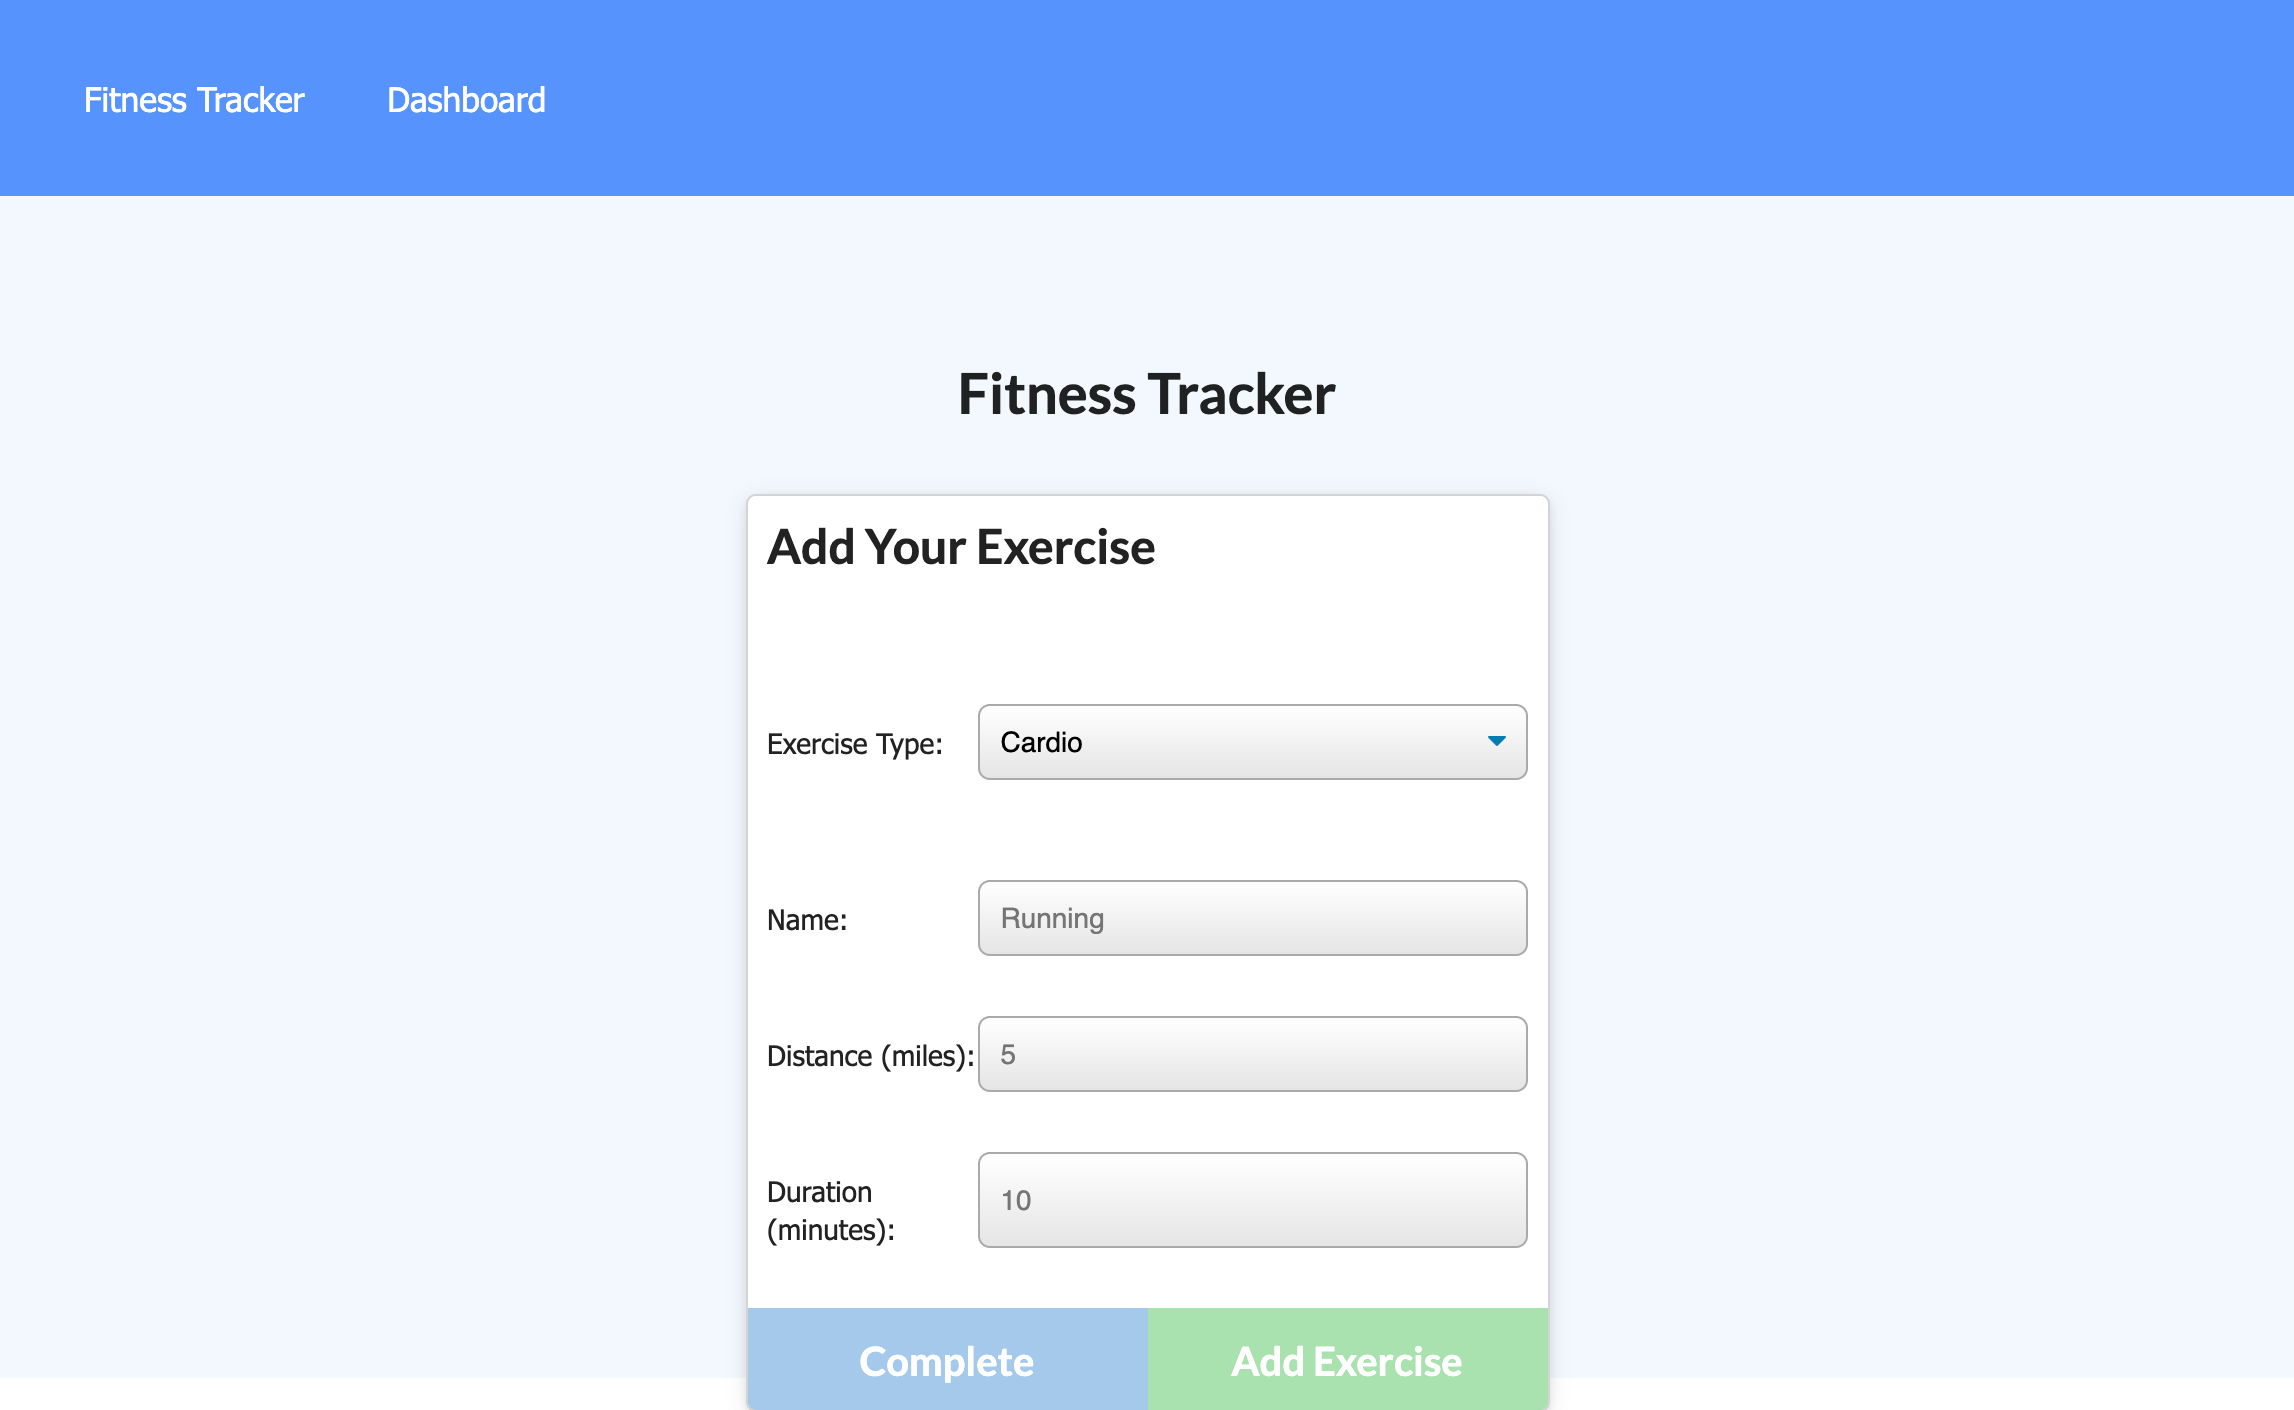 Fitness Tracker Dashboard
Fitness Tracker
Add Your Exercise
Exercise Type: Cardio
Name: Running
Distance (miles): 5
Duration
(minutes): 10
Complete Add Exercise